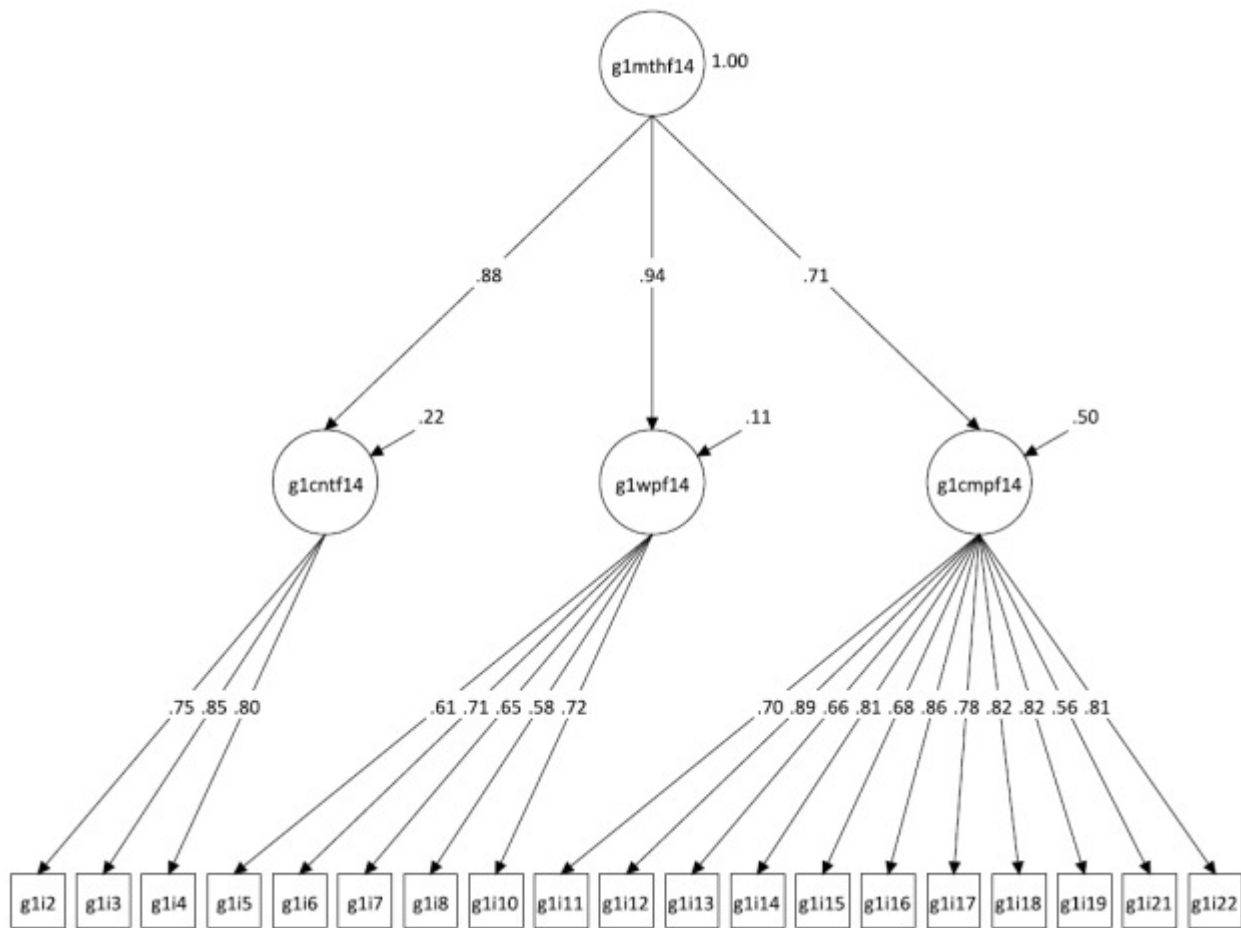 g1mthf14 1.00
.88 .94 .71
.22 .11 .50
g1cntf14 g1wpf14 g1cmpf14
.75 .85 .80 .61 .71 .65 .58 .72 .70 .89 .66 .81 .68 .86 .78 .82 .82 .56 .81
g1i2 g1i3 g1i4 g1i5 g1i6 g1i7 g1i8 g1i10 g1i11 g1i12 g1i13 g1i14 g1i15 g1i16 g1i17 g1i18 g1i19 g1i21 g1i22